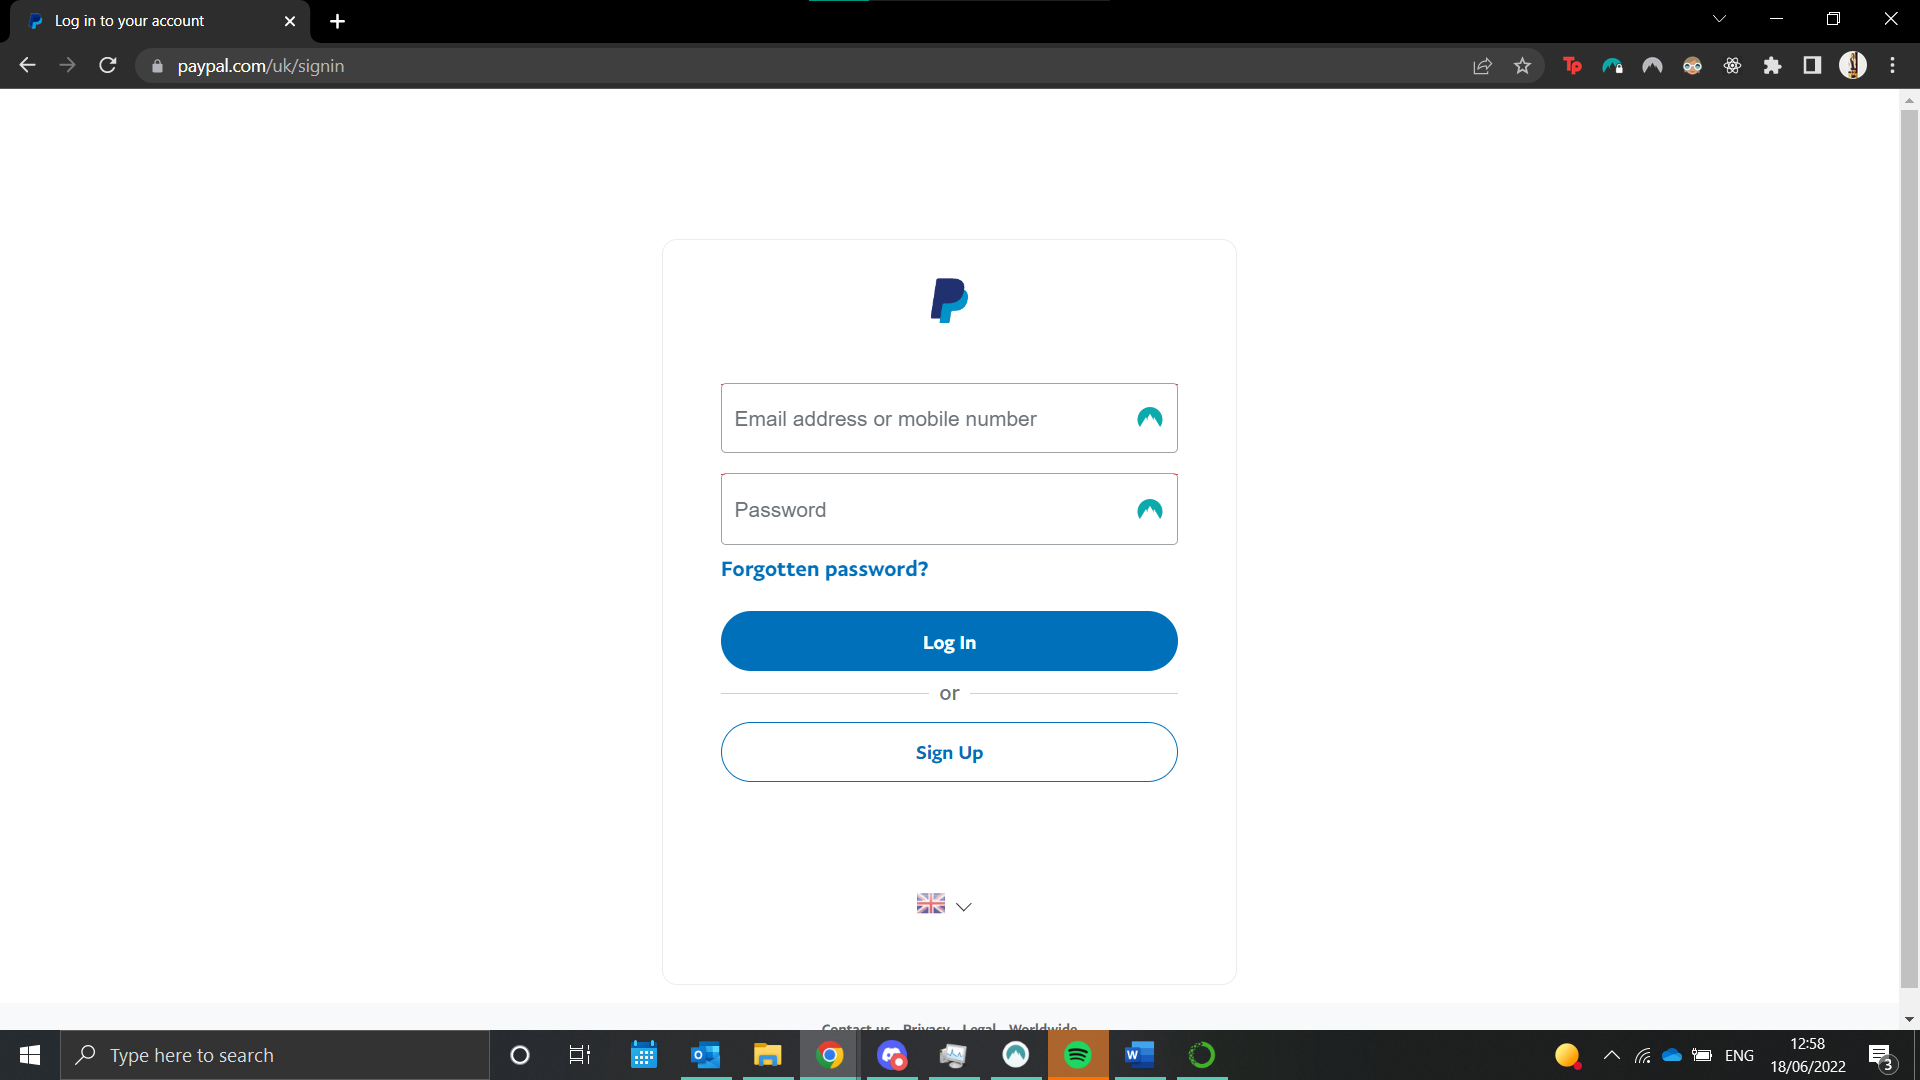 Log in to your account
paypal.com/uk/signin
Tp
Email address or mobile number
Password
Forgotten password?
Log In
or
Sign Up
Contact us Privacy Legal Worldwide
Type here to search
ENG
12:58
18/06/2022
3